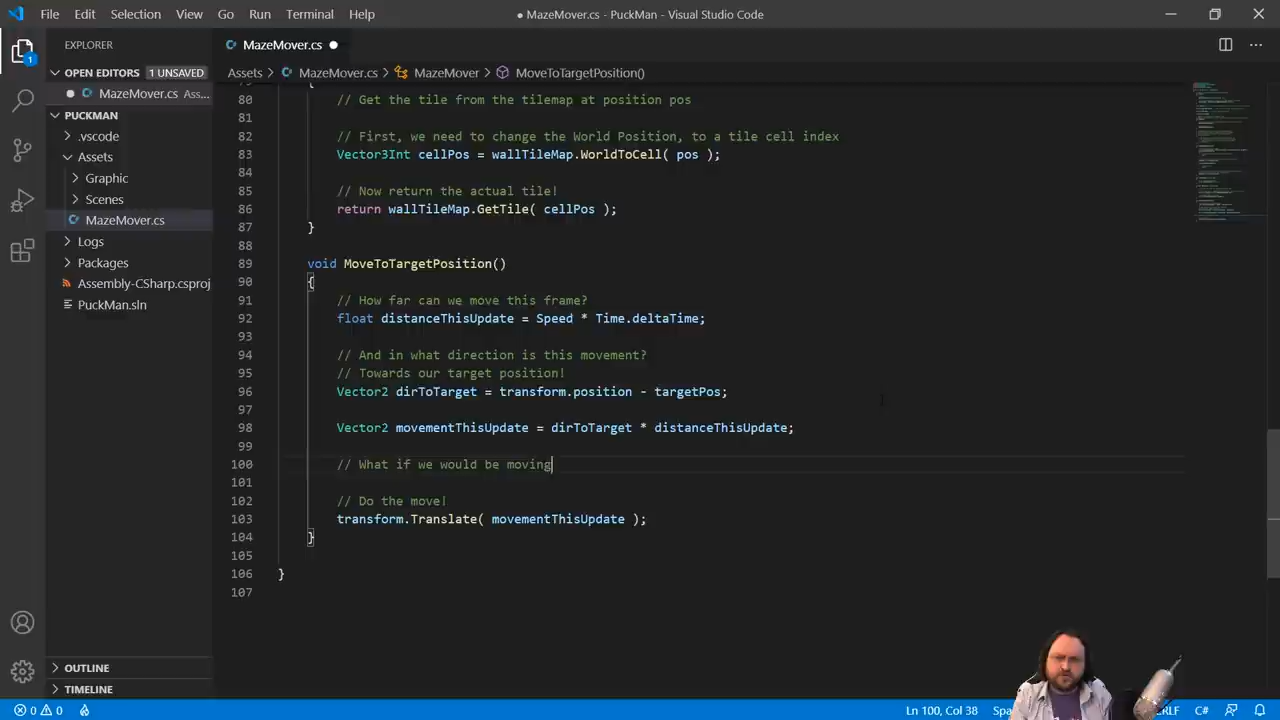 File Edit Selection View Go Run Terminal Help
● MazeMover.cs - PuckMan - Visual Studio Code
EXPLORER
MazeMover.cs
OPEN EDITORS 1 UNSAVED
Assets > MazeMover.cs > MazeMover > MoveToTargetPosition()
MazeMover.cs Ass...
PUCKMAN
.vscode
Assets
Graphic
Scenes
MazeMover.cs
Logs
Packages
Assembly-CSharp.csproj
PuckMan.sln
80 // Get the tile from the tilemap at position pos
81
82 // First, we need to change the World Position, to a tile cell index
83 Vector3Int cellPos = wallTileMap.WorldToCell( pos );
84
85 // Now return the actual tile!
86 return wallTileMap.GetTile( cellPos );
87 }
88
89 void MoveToTargetPosition()
90 {
91 // How far can we move this frame?
92 float distanceThisUpdate = Speed * Time.deltaTime;
93
94 // And in what direction is this movement?
95 // Towards our target position!
96 Vector2 dirToTarget = transform.position - targetPos;
97
98 Vector2 movementThisUpdate = dirToTarget * distanceThisUpdate;
99
100 // What if we would be moving
101
102 // Do the move!
103 transform.Translate( movementThisUpdate );
104 }
105
106 }
107
OUTLINE
TIMELINE
0 0 Ln 100, Col 38 Spa RLF C#